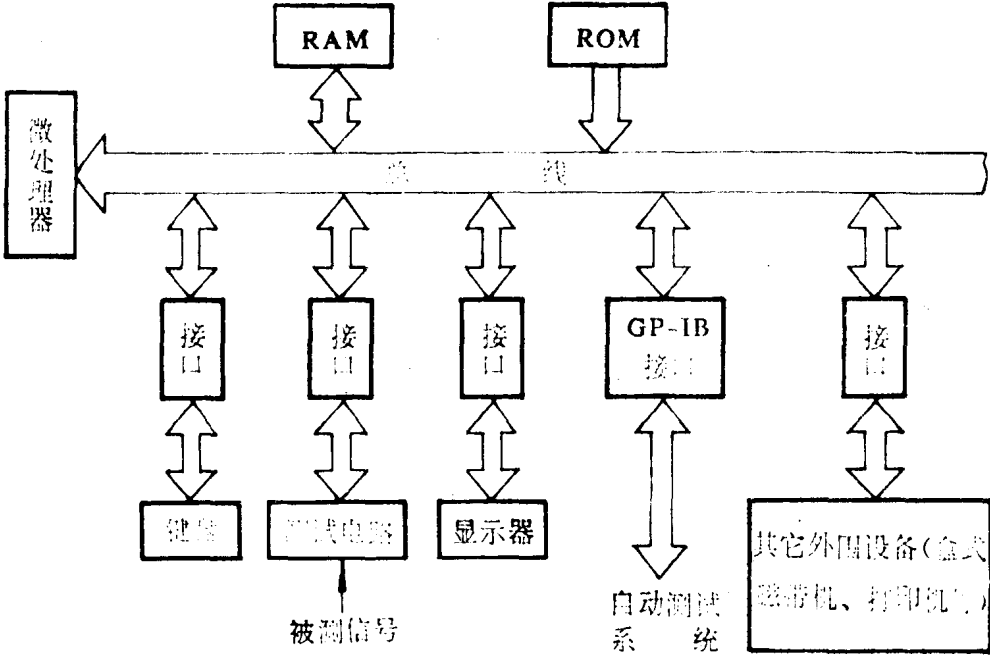 RAM
ROM
微处理器
总线
接口
接口
接口
GP-IB
接口
接口
键盘
测试电路
显示器
其它外围设备(盒式
磁带机、打印机等)
被测信号
自动测试
系统